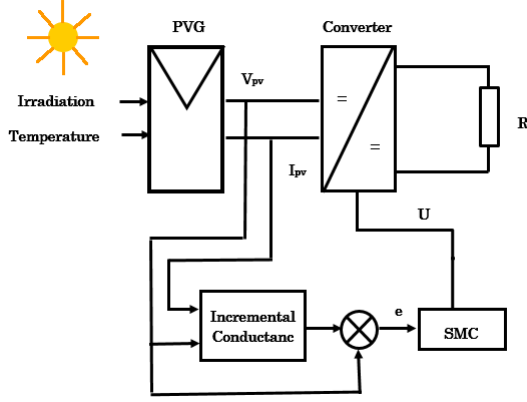 PVG
Converter
Vpv
Irradiation
=
Temperature
=
R
Ipv
U
Incremental
Conductanc
e
SMC